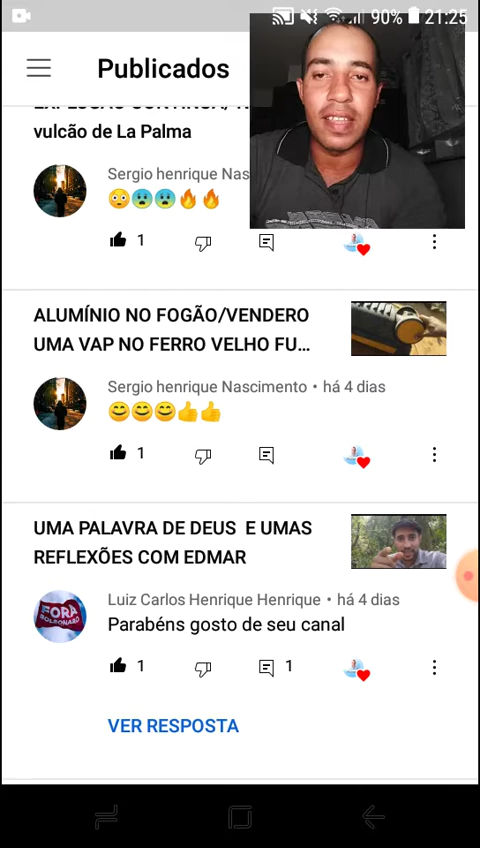 90% 21:25
Publicados
vulcão de La Palma
Sergio henrique Nas
😳😰😰🔥🔥
1
ALUMÍNIO NO FOGÃO/VENDERO
UMA VAP NO FERRO VELHO FU...
Sergio henrique Nascimento • há 4 dias
😊😊😊👍👍
1
UMA PALAVRA DE DEUS E UMAS
REFLEXÕES COM EDMAR
FORA
BOLSONARO
Luiz Carlos Henrique Henrique • há 4 dias
Parabéns gosto de seu canal
1 1
VER RESPOSTA